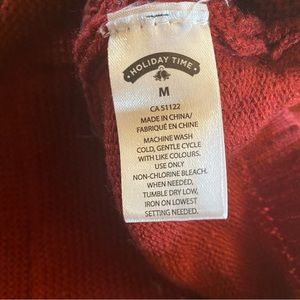 HOLIDAY TIME
M
CA 51122
MADE IN CHINA/
FABRIQUÉ EN CHINE
MACHINE WASH
COLD, GENTLE CYCLE
WITH LIKE COLOURS.
USE ONLY
NON-CHLORINE BLEACH,
WHEN NEEDED,
TUMBLE DRY LOW,
IRON ON LOWEST
SETTING NEEDED,